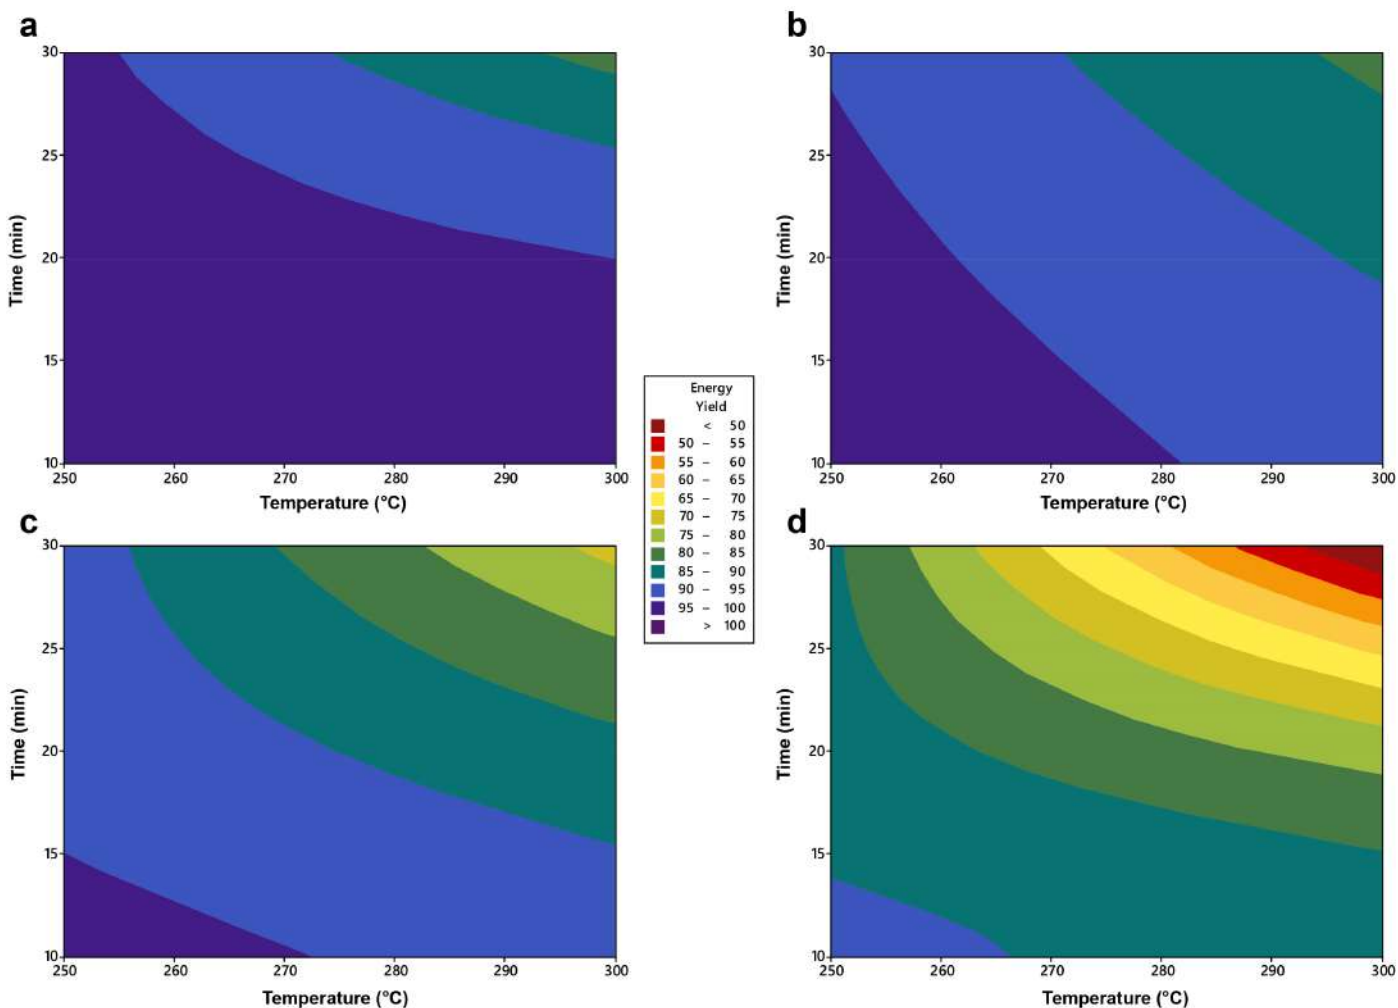 a
30
25
20
15
10
Time (min)
250 260 270 280 290 300
Temperature (°C)
b
30
25
20
15
10
Time (min)
250 260 270 280 290 300
Temperature (°C)
Energy
Yield
< 50
50 – 55
55 – 60
60 – 65
65 – 70
70 – 75
75 – 80
80 – 85
85 – 90
90 – 95
95 – 100
> 100
c
30
25
20
15
10
Time (min)
250 260 270 280 290 300
Temperature (°C)
d
30
25
20
15
10
Time (min)
250 260 270 280 290 300
Temperature (°C)